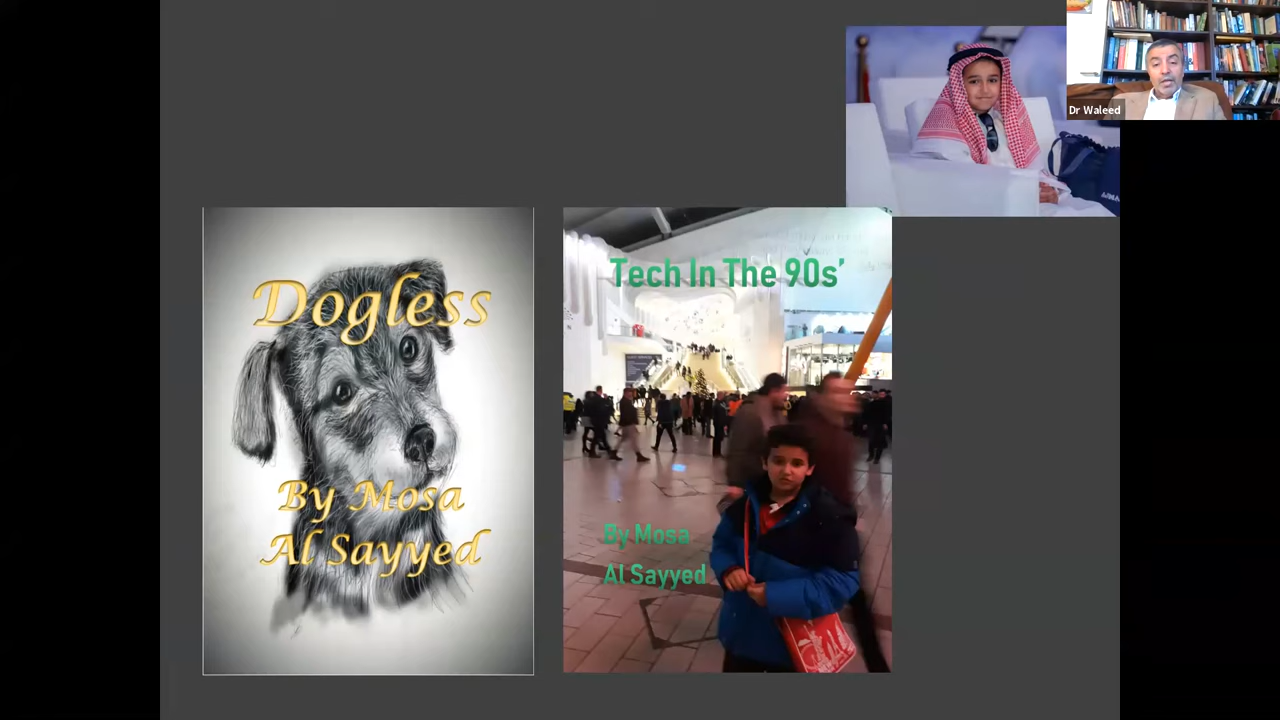 Dr Waleed
Dogless
By Mosa
Al Sayyed
Tech In The 90s'
By Mosa
Al Sayyed